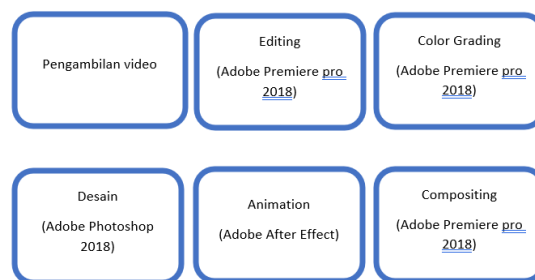 Pengambilan video
Editing
(Adobe Premiere pro
2018)
Color Grading
(Adobe Premiere pro
2018)
Desain
(Adobe Photoshop
2018)
Animation
(Adobe After Effect)
Compositing
(Adobe Premiere pro
2018)